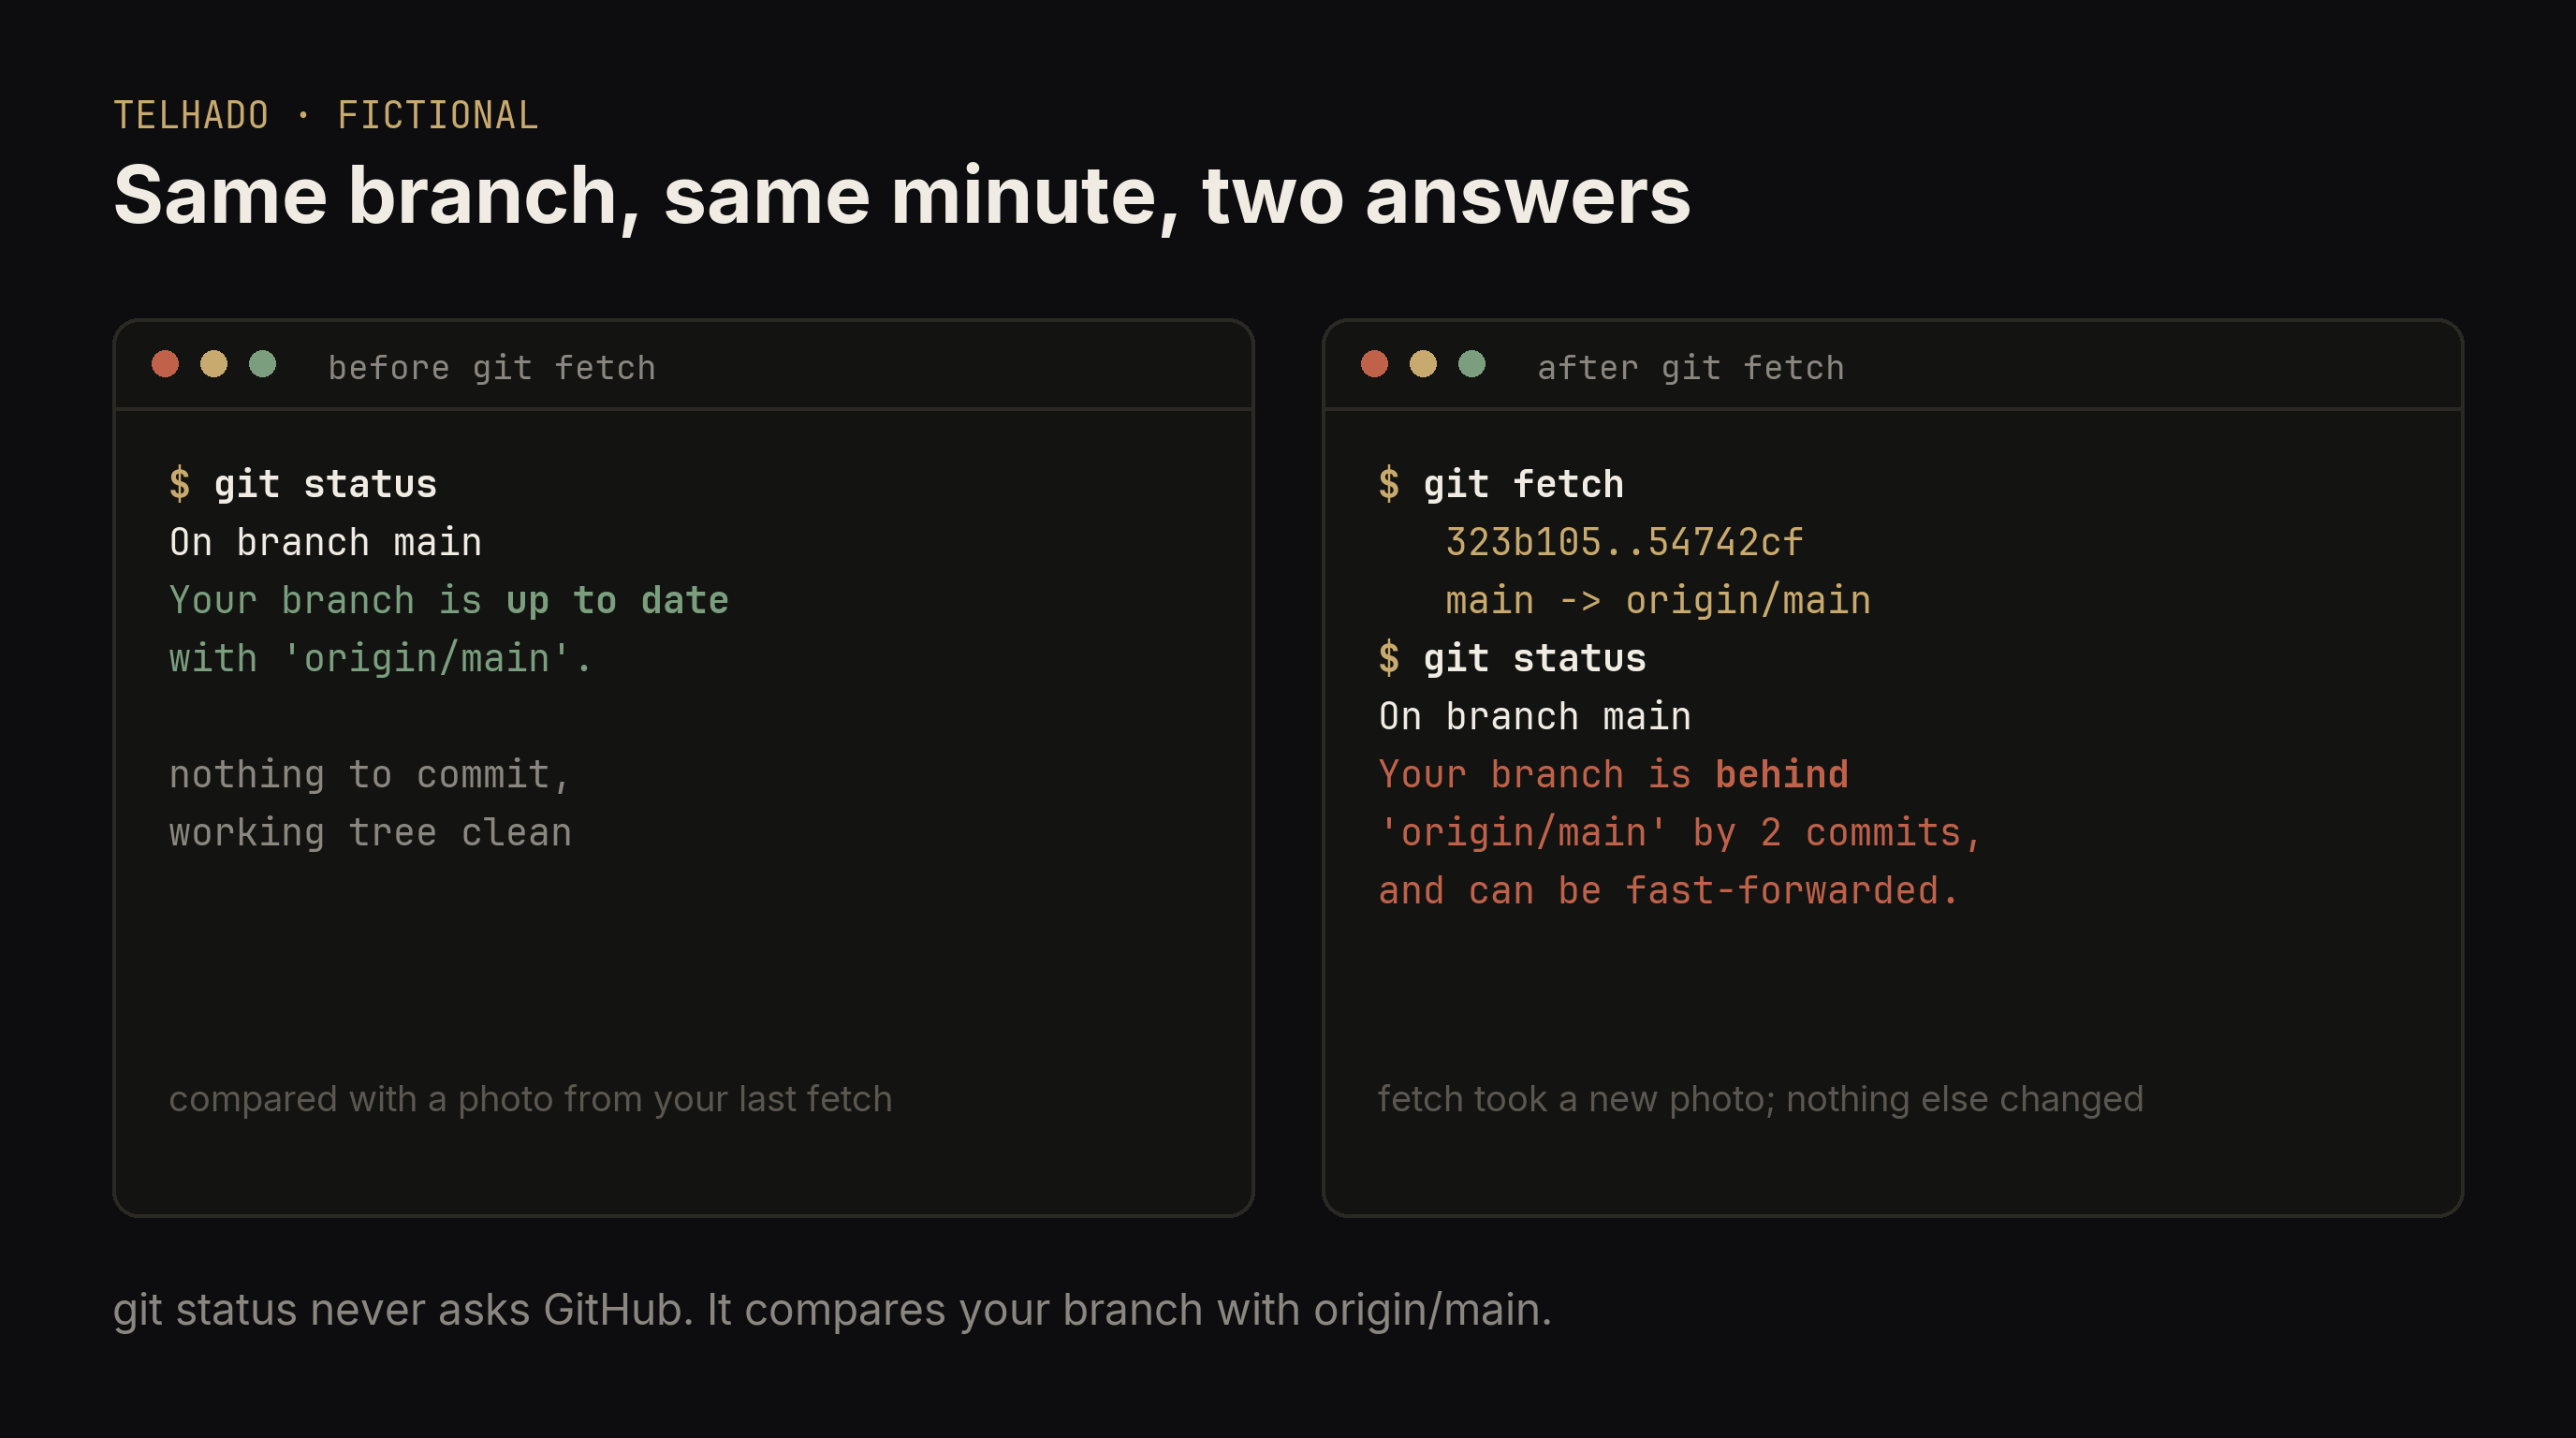 TELHADO · FICTIONAL
Same branch, same minute, two answers
before git fetch
$ git status
On branch main
Your branch is up to date
with 'origin/main'.
nothing to commit,
working tree clean
compared with a photo from your last fetch
after git fetch
$ git fetch
323b105..54742cf
main -> origin/main
$ git status
On branch main
Your branch is behind
'origin/main' by 2 commits,
and can be fast-forwarded.
fetch took a new photo; nothing else changed
git status never asks GitHub. It compares your branch with origin/main.